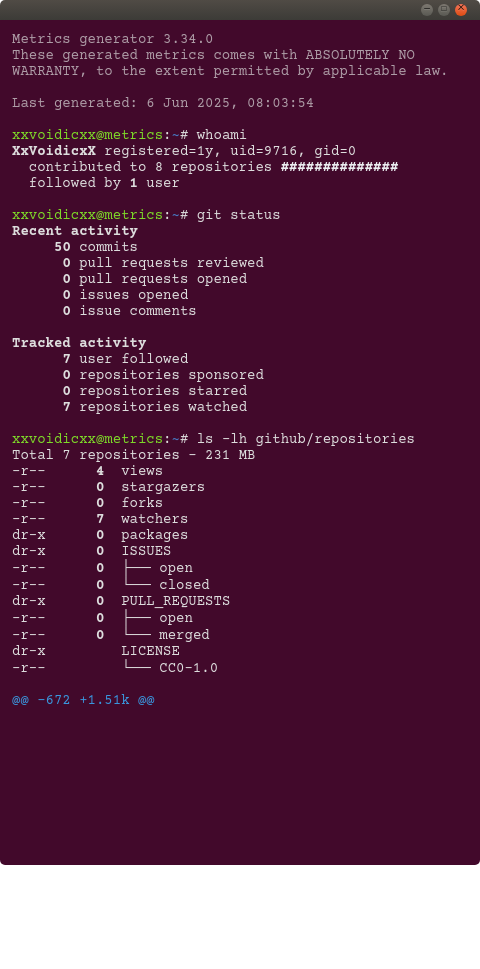 Metrics generator 3.34.0
These generated metrics comes with ABSOLUTELY NO
WARRANTY, to the extent permitted by applicable law.
Last generated: 6 Jun 2025, 08:03:54
xxvoidicxx@metrics:~# whoami
XxVoidicxX registered=1y, uid=9716, gid=0
  contributed to 8 repositories ##############
  followed by 1 user
xxvoidicxx@metrics:~# git status
Recent activity
     50 commits
      0 pull requests reviewed
      0 pull requests opened
      0 issues opened
      0 issue comments
Tracked activity
      7 user followed
      0 repositories sponsored
      0 repositories starred
      7 repositories watched
xxvoidicxx@metrics:~# ls -lh github/repositories
Total 7 repositories - 231 MB
-r--      4  views
-r--      0  stargazers
-r--      0  forks
-r--      7  watchers
dr-x      0  packages
dr-x      0  ISSUES
-r--      0  ├── open
-r--      0  └── closed
dr-x      0  PULL_REQUESTS
-r--      0  ├── open
-r--      0  └── merged
dr-x         LICENSE
-r--         └── CC0-1.0
@@ -672 +1.51k @@